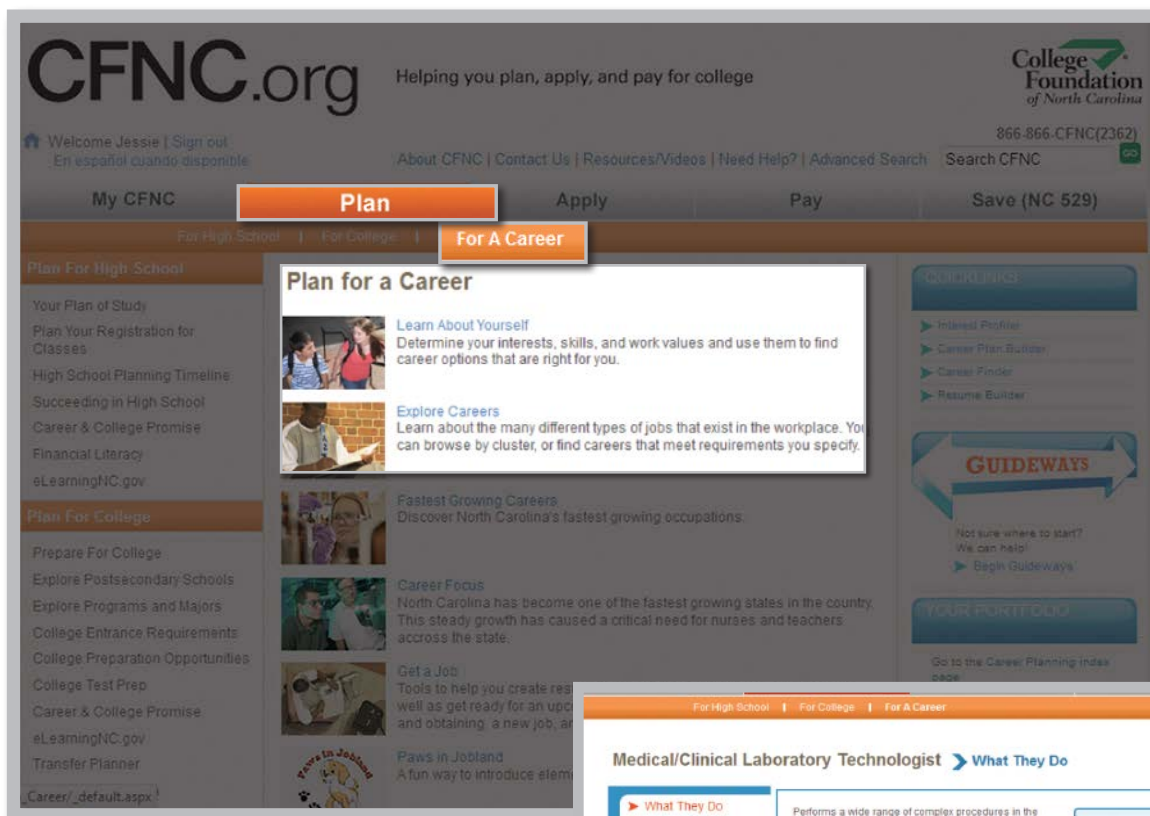 CFNC.org
Helping you plan, apply, and pay for college
College
Foundation
of North Carolina
866-866-CFNC(2362)
Welcome Jessie | Sign out
En español cuando disponible
About CFNC | Contact Us | Resources/Videos | Need Help? | Advanced Search
Search CFNC
GO
My CFNC
Plan
Apply
Pay
Save (NC 529)
For High School | For College |
For A Career
Plan For High School
Your Plan of Study
Plan Your Registration for
Classes
High School Planning Timeline
Succeeding in High School
Career & College Promise
Financial Literacy
eLearningNC.gov
Plan For College
Prepare For College
Explore Postsecondary Schools
Explore Programs and Majors
College Entrance Requirements
College Preparation Opportunities
College Test Prep
Career & College Promise
eLearningNC.gov
Transfer Planner
_Career/_default.aspx
Plan for a Career
Learn About Yourself
Determine your interests, skills, and work values and use them to find
career options that are right for you.
Explore Careers
Learn about the many different types of jobs that exist in the workplace. You
can browse by cluster, or find careers that meet requirements you specify.
Fastest Growing Careers
Discover North Carolina's fastest growing occupations.
Career Focus
North Carolina has become one of the fastest growing states in the country.
This steady growth has caused a critical need for nurses and teachers
accross the state.
Get a Job
Tools to help you create
well as get ready for an
and obtaining a new job,
Paws in Jobland
Paws in Jobland
A fun way to introduce
QUICKLINKS
Interest Profiler
Career Plan Builder
Career Finder
Resume Builder
GUIDEWAYS
Not sure where to start?
We can help!
Begin Guideways
YOUR PORTFOLIO
Go to the Career Planning index
page
For High School | For College | For A Career
Medical/Clinical Laboratory Technologist What They Do
What They Do
Performs a wide range of complex procedures in the